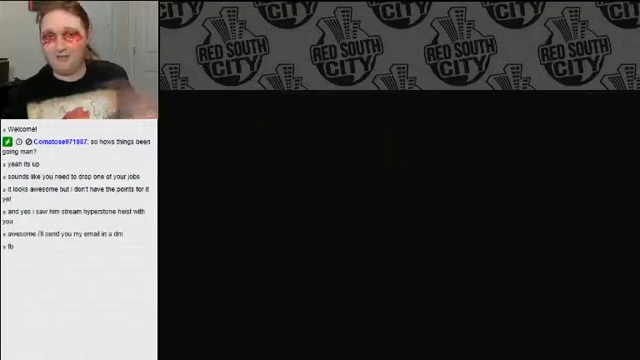 RED SOUTH CITY
RED SOUTH CITY
RED SOUTH CITY
RED SOUTH CITY
Welcome!
Comatose971987: so hows things been
going man?
yeah its up
sounds like you need to drop one of your jobs
it looks awesome but i don't have the points for it
yet
and yes i saw him stream hyperstone heist with
you
awesome i'll send you my email in a dm
fb